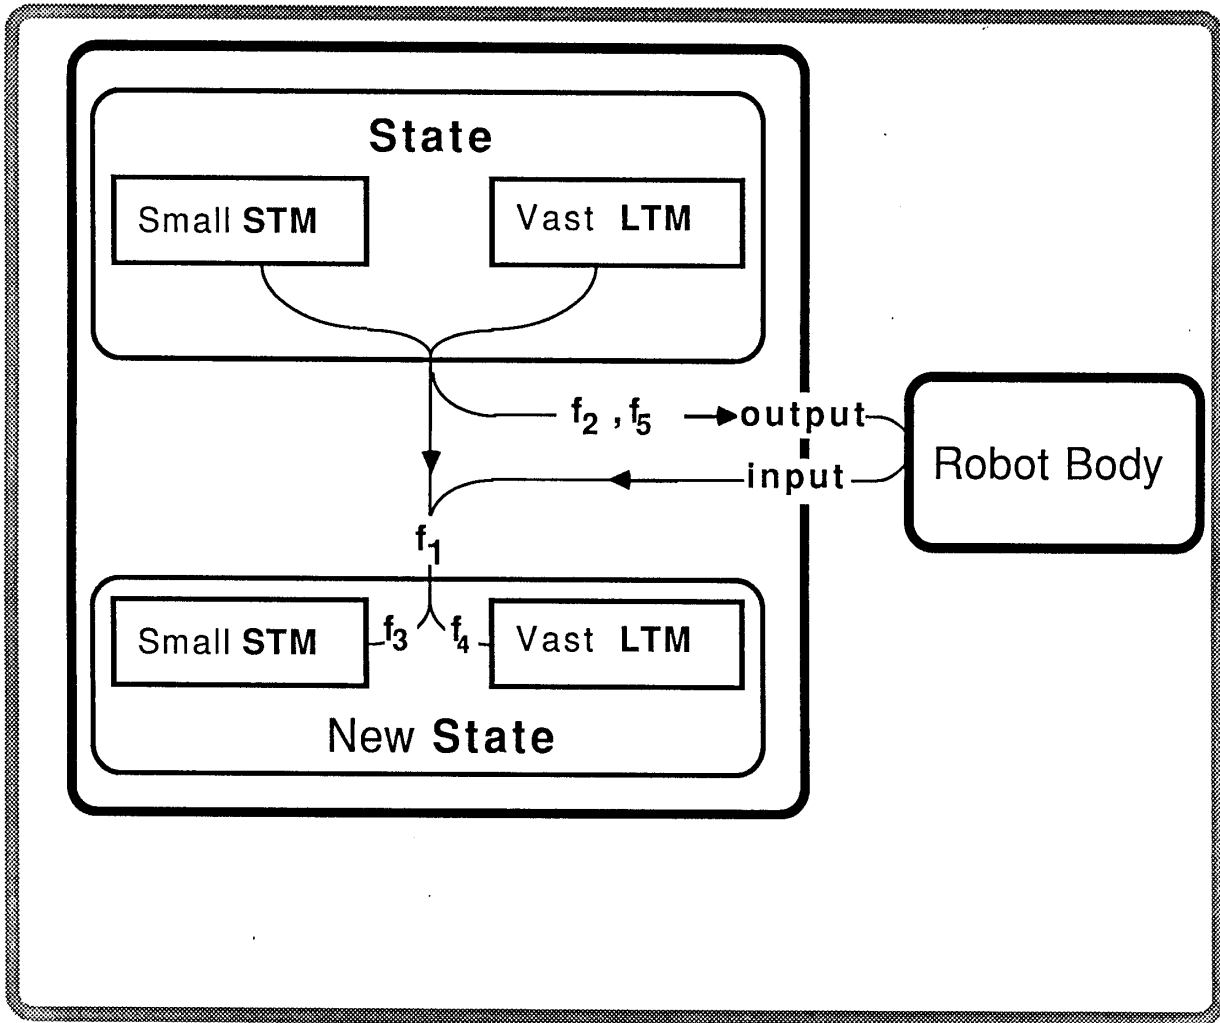 State
Small STM
Vast LTM
f2 , f5
output
input
Robot Body
f1
Small STM
f3
f4
Vast LTM
New State